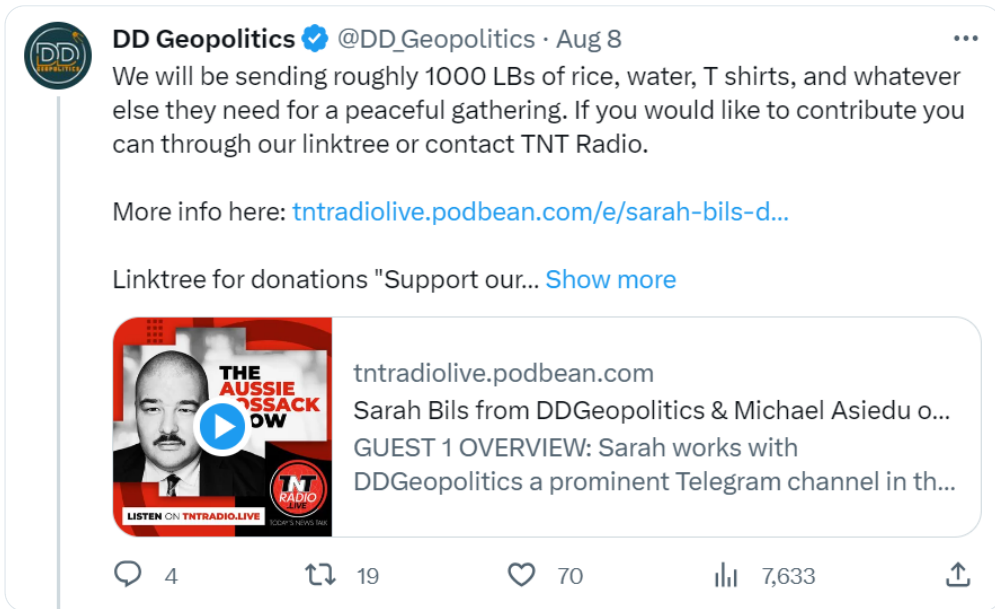 DD
GEOPOLITICS
DD Geopolitics @DD_Geopolitics · Aug 8
We will be sending roughly 1000 LBs of rice, water, T shirts, and whatever
else they need for a peaceful gathering. If you would like to contribute you
can through our linktree or contact TNT Radio.
More info here: tntradiolive.podbean.com/e/sarah-bils-d...
Linktree for donations "Support our... Show more
THE
AUSSIE
OSSACK
OW
TNT
RADIO
.LIVE
LISTEN ON TNTRADIO.LIVE
TODAY'S NEWS TALK
tntradiolive.podbean.com
Sarah Bils from DDGeopolitics & Michael Asiedu o...
GUEST 1 OVERVIEW: Sarah works with
DDGeopolitics a prominent Telegram channel in th...
4 19 70 7,633